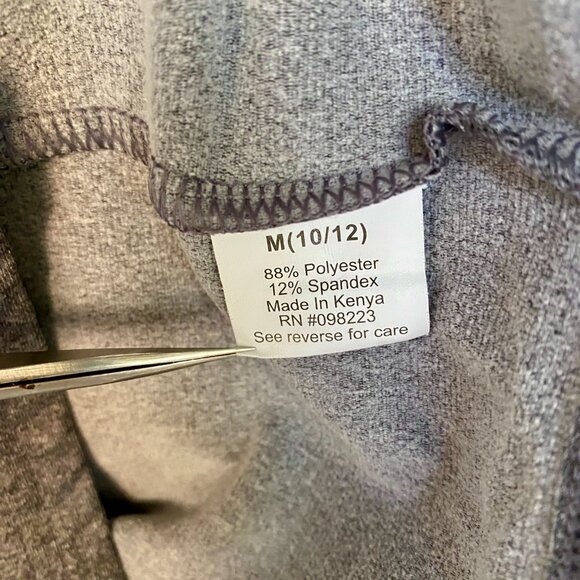 M(10/12)
88% Polyester
12% Spandex
Made In Kenya
RN #098223
See reverse for care